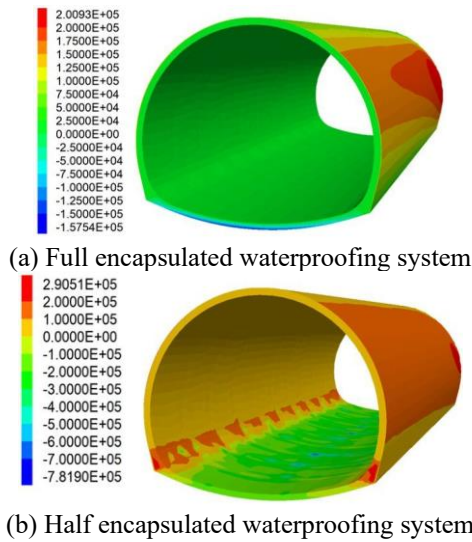 2.0093E+05
2.0000E+05
1.7500E+05
1.5000E+05
1.2500E+05
1.0000E+05
7.5000E+04
5.0000E+04
2.5000E+04
0.0000E+00
-2.5000E+04
-5.0000E+04
-7.5000E+04
-1.0000E+05
-1.2500E+05
-1.5000E+05
-1.5754E+05
(a) Full encapsulated waterproofing system
2.9051E+05
2.0000E+05
1.0000E+05
0.0000E+00
-1.0000E+05
-2.0000E+05
-3.0000E+05
-4.0000E+05
-5.0000E+05
-6.0000E+05
-7.0000E+05
-7.8190E+05
(b) Half encapsulated waterproofing system